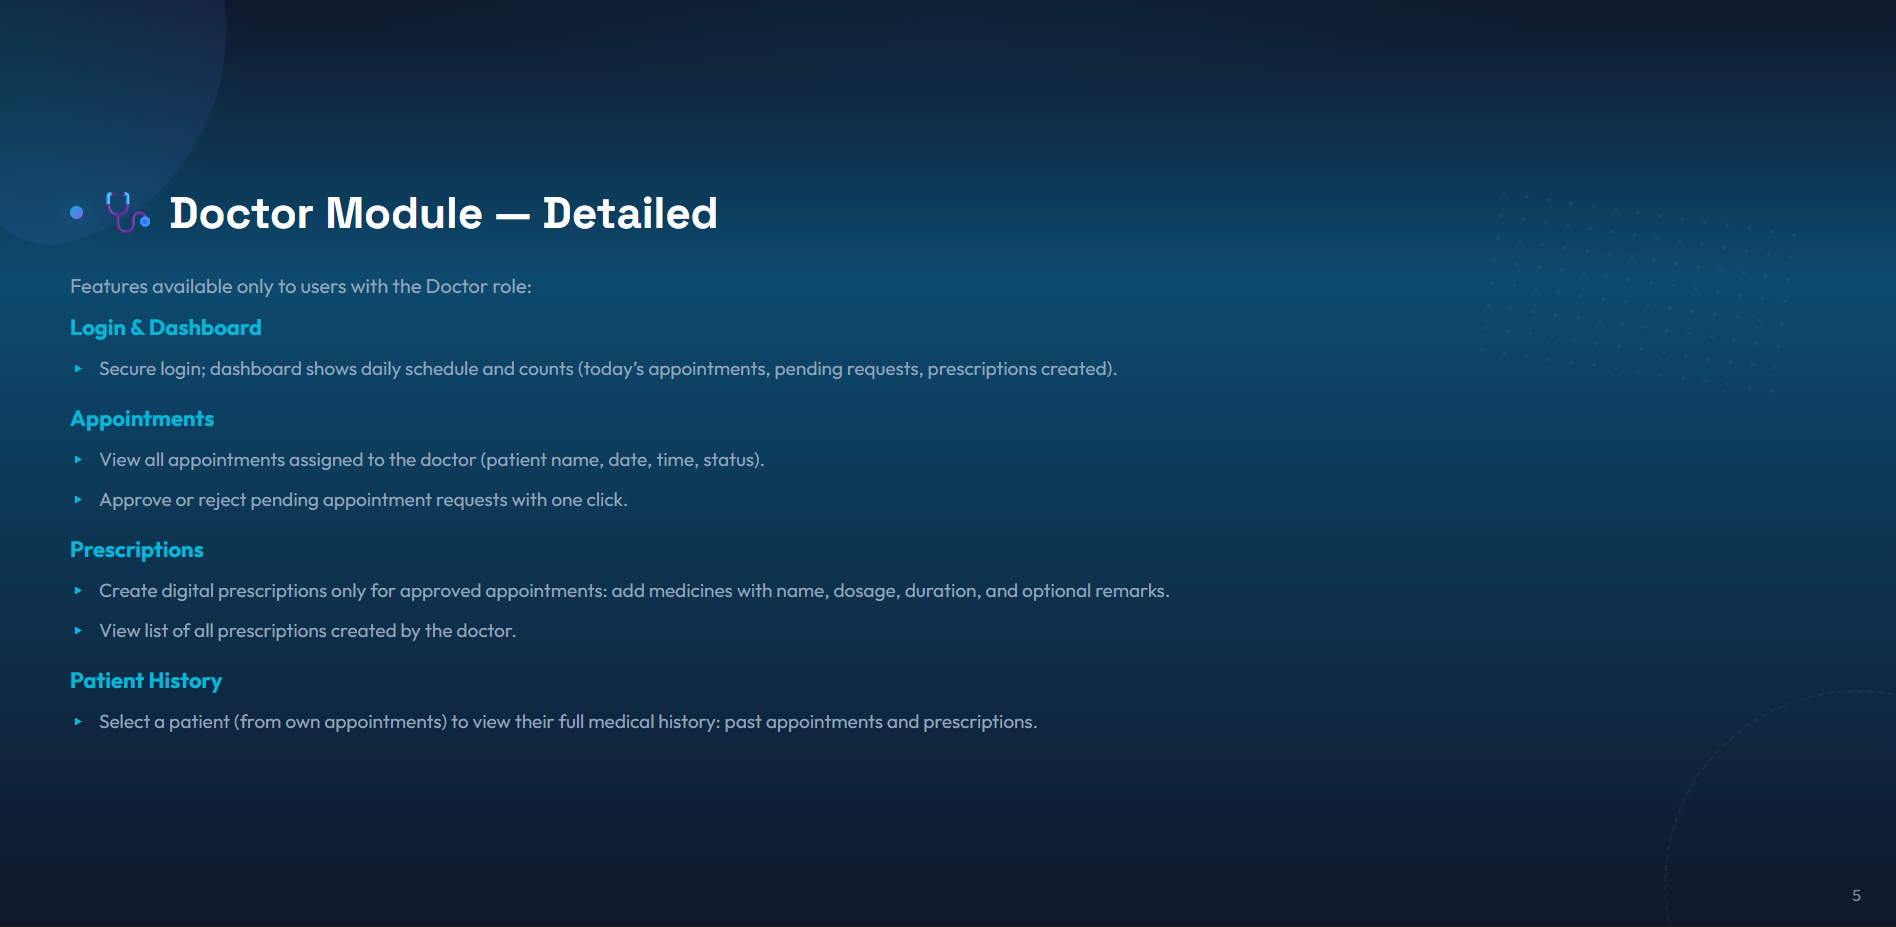 Doctor Module — Detailed
Features available only to users with the Doctor role:
Login & Dashboard
Secure login; dashboard shows daily schedule and counts (today’s appointments, pending requests, prescriptions created).
Appointments
View all appointments assigned to the doctor (patient name, date, time, status).
Approve or reject pending appointment requests with one click.
Prescriptions
Create digital prescriptions only for approved appointments: add medicines with name, dosage, duration, and optional remarks.
View list of all prescriptions created by the doctor.
Patient History
Select a patient (from own appointments) to view their full medical history: past appointments and prescriptions.
5